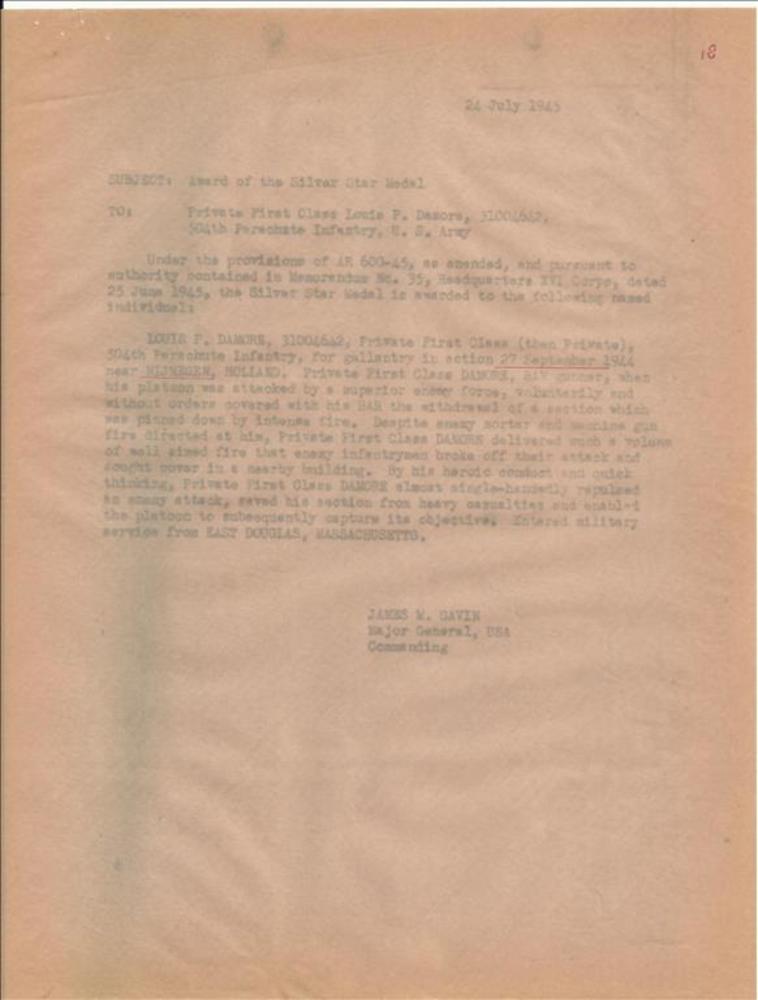 18
24 July 1945
SUBJECT: Award of the Silver Star Medal
TO: Private First Class Louis P. Damore, 31004642,
504th Parachute Infantry, U. S. Army
Under the provisions of AR 600-45, as amended, and pursuant to
authority contained in Memorandum No. 35, Headquarters XVI Corps, dated
25 June 1945, the Silver Star Medal is awarded to the following named
individual:
LOUIS P. DAMORE, 31004642, Private First Class (then Private),
504th Parachute Infantry, for gallantry in action 27 September 1944
near NIJMEGEN, HOLLAND. Private First Class DAMORE, gunner, when
his platoon was attacked by a superior enemy force, voluntarily and
without orders covered with his BAR the withdrawal of a section which
was pinned down by intense fire. Despite enemy mortar and machine gun
fire directed at him, Private First Class DAMORE delivered such a volume
of well aimed fire that enemy infantrymen broke off their attack and
sought cover in a nearby building. By his heroic conduct and quick
thinking, Private First Class DAMORE almost single-handedly repulsed
an enemy attack, saved his section from heavy casualties and enabled
the platoon to subsequently capture its objective. Entered military
service from EAST DOUGLAS, MASSACHUSETTS.
JAMES M. GAVIN
Major General, USA
Commanding